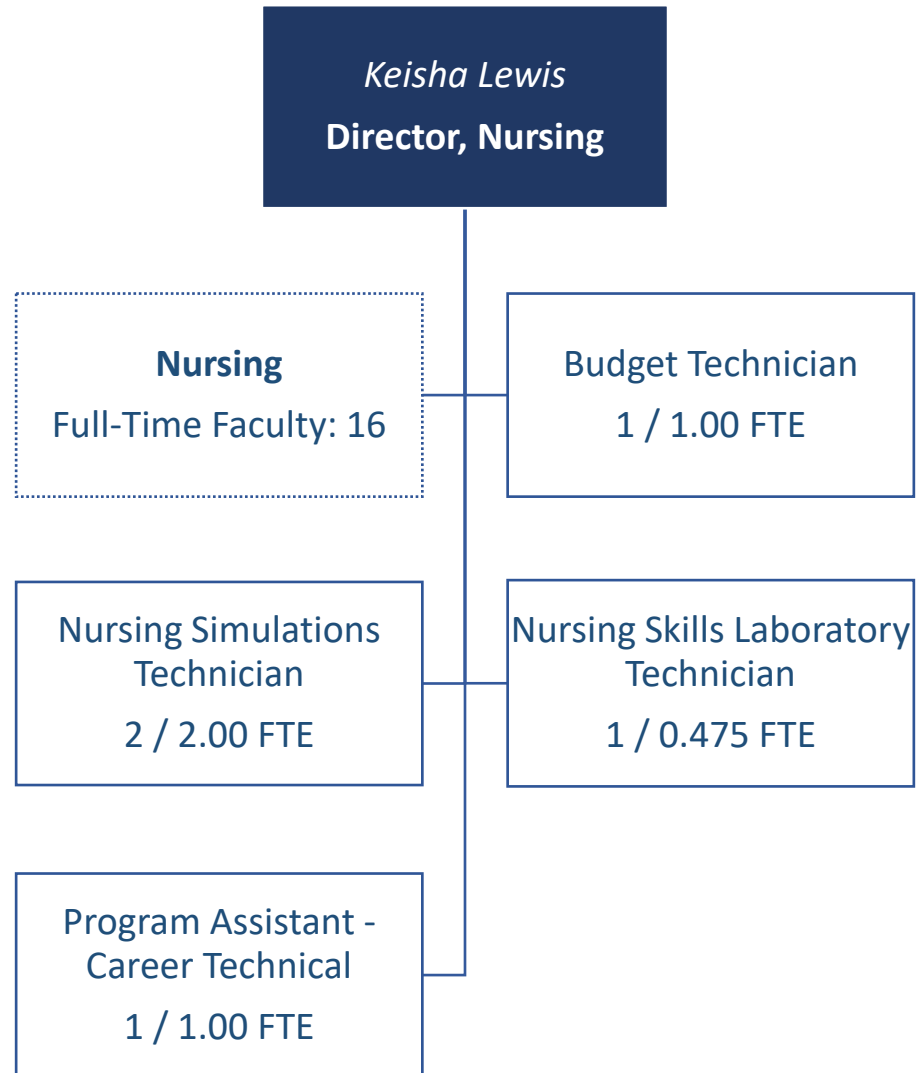 Keisha Lewis
Director, Nursing
Nursing
Full-Time Faculty: 16
Budget Technician
1 / 1.00 FTE
Nursing Simulations
Technician
2 / 2.00 FTE
Nursing Skills Laboratory
Technician
1 / 0.475 FTE
Program Assistant -
Career Technical
1 / 1.00 FTE